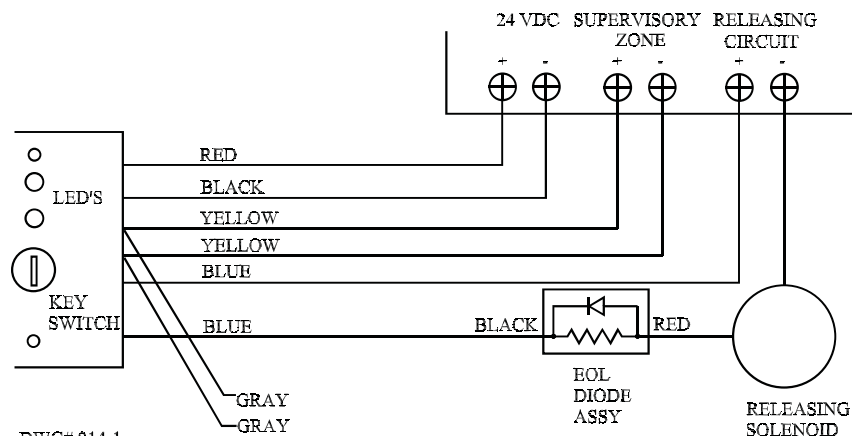 24 VDC SUPERVISORY ZONE RELEASING CIRCUIT
+ - + - + -
RED
BLACK
LED'S
YELLOW
YELLOW
BLUE
KEY
SWITCH
BLUE
BLACK
RED
EOL
DIODE
ASSY
GRAY
GRAY
RELEASING
SOLENOID